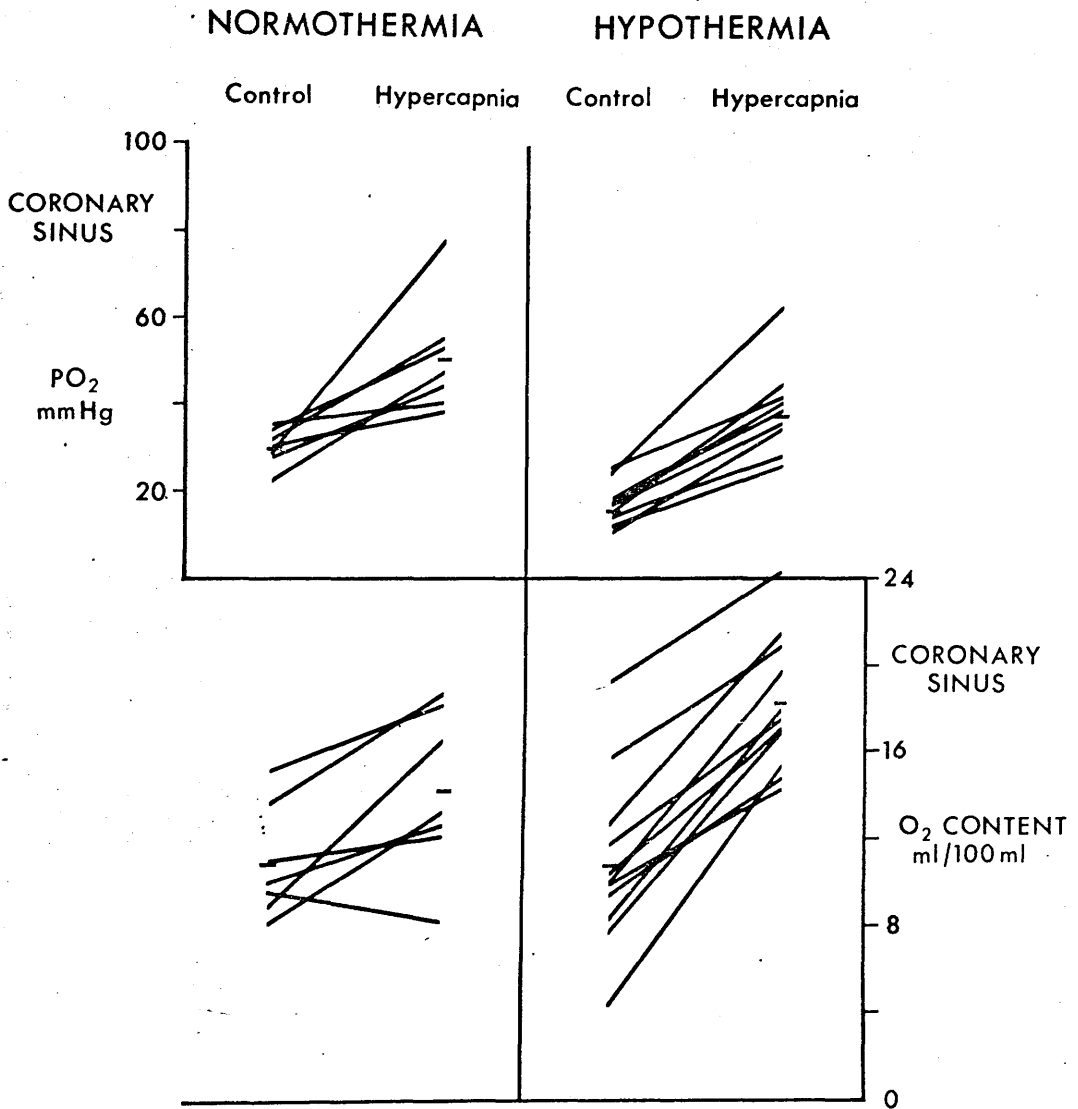 NORMOTHERMIA HYPOTHERMIA
Control Hypercapnia Control Hypercapnia
100
CORONARY
SINUS
60
PO₂
mmHg
20
24
CORONARY
SINUS
16
O₂ CONTENT
ml/100 ml
8
0